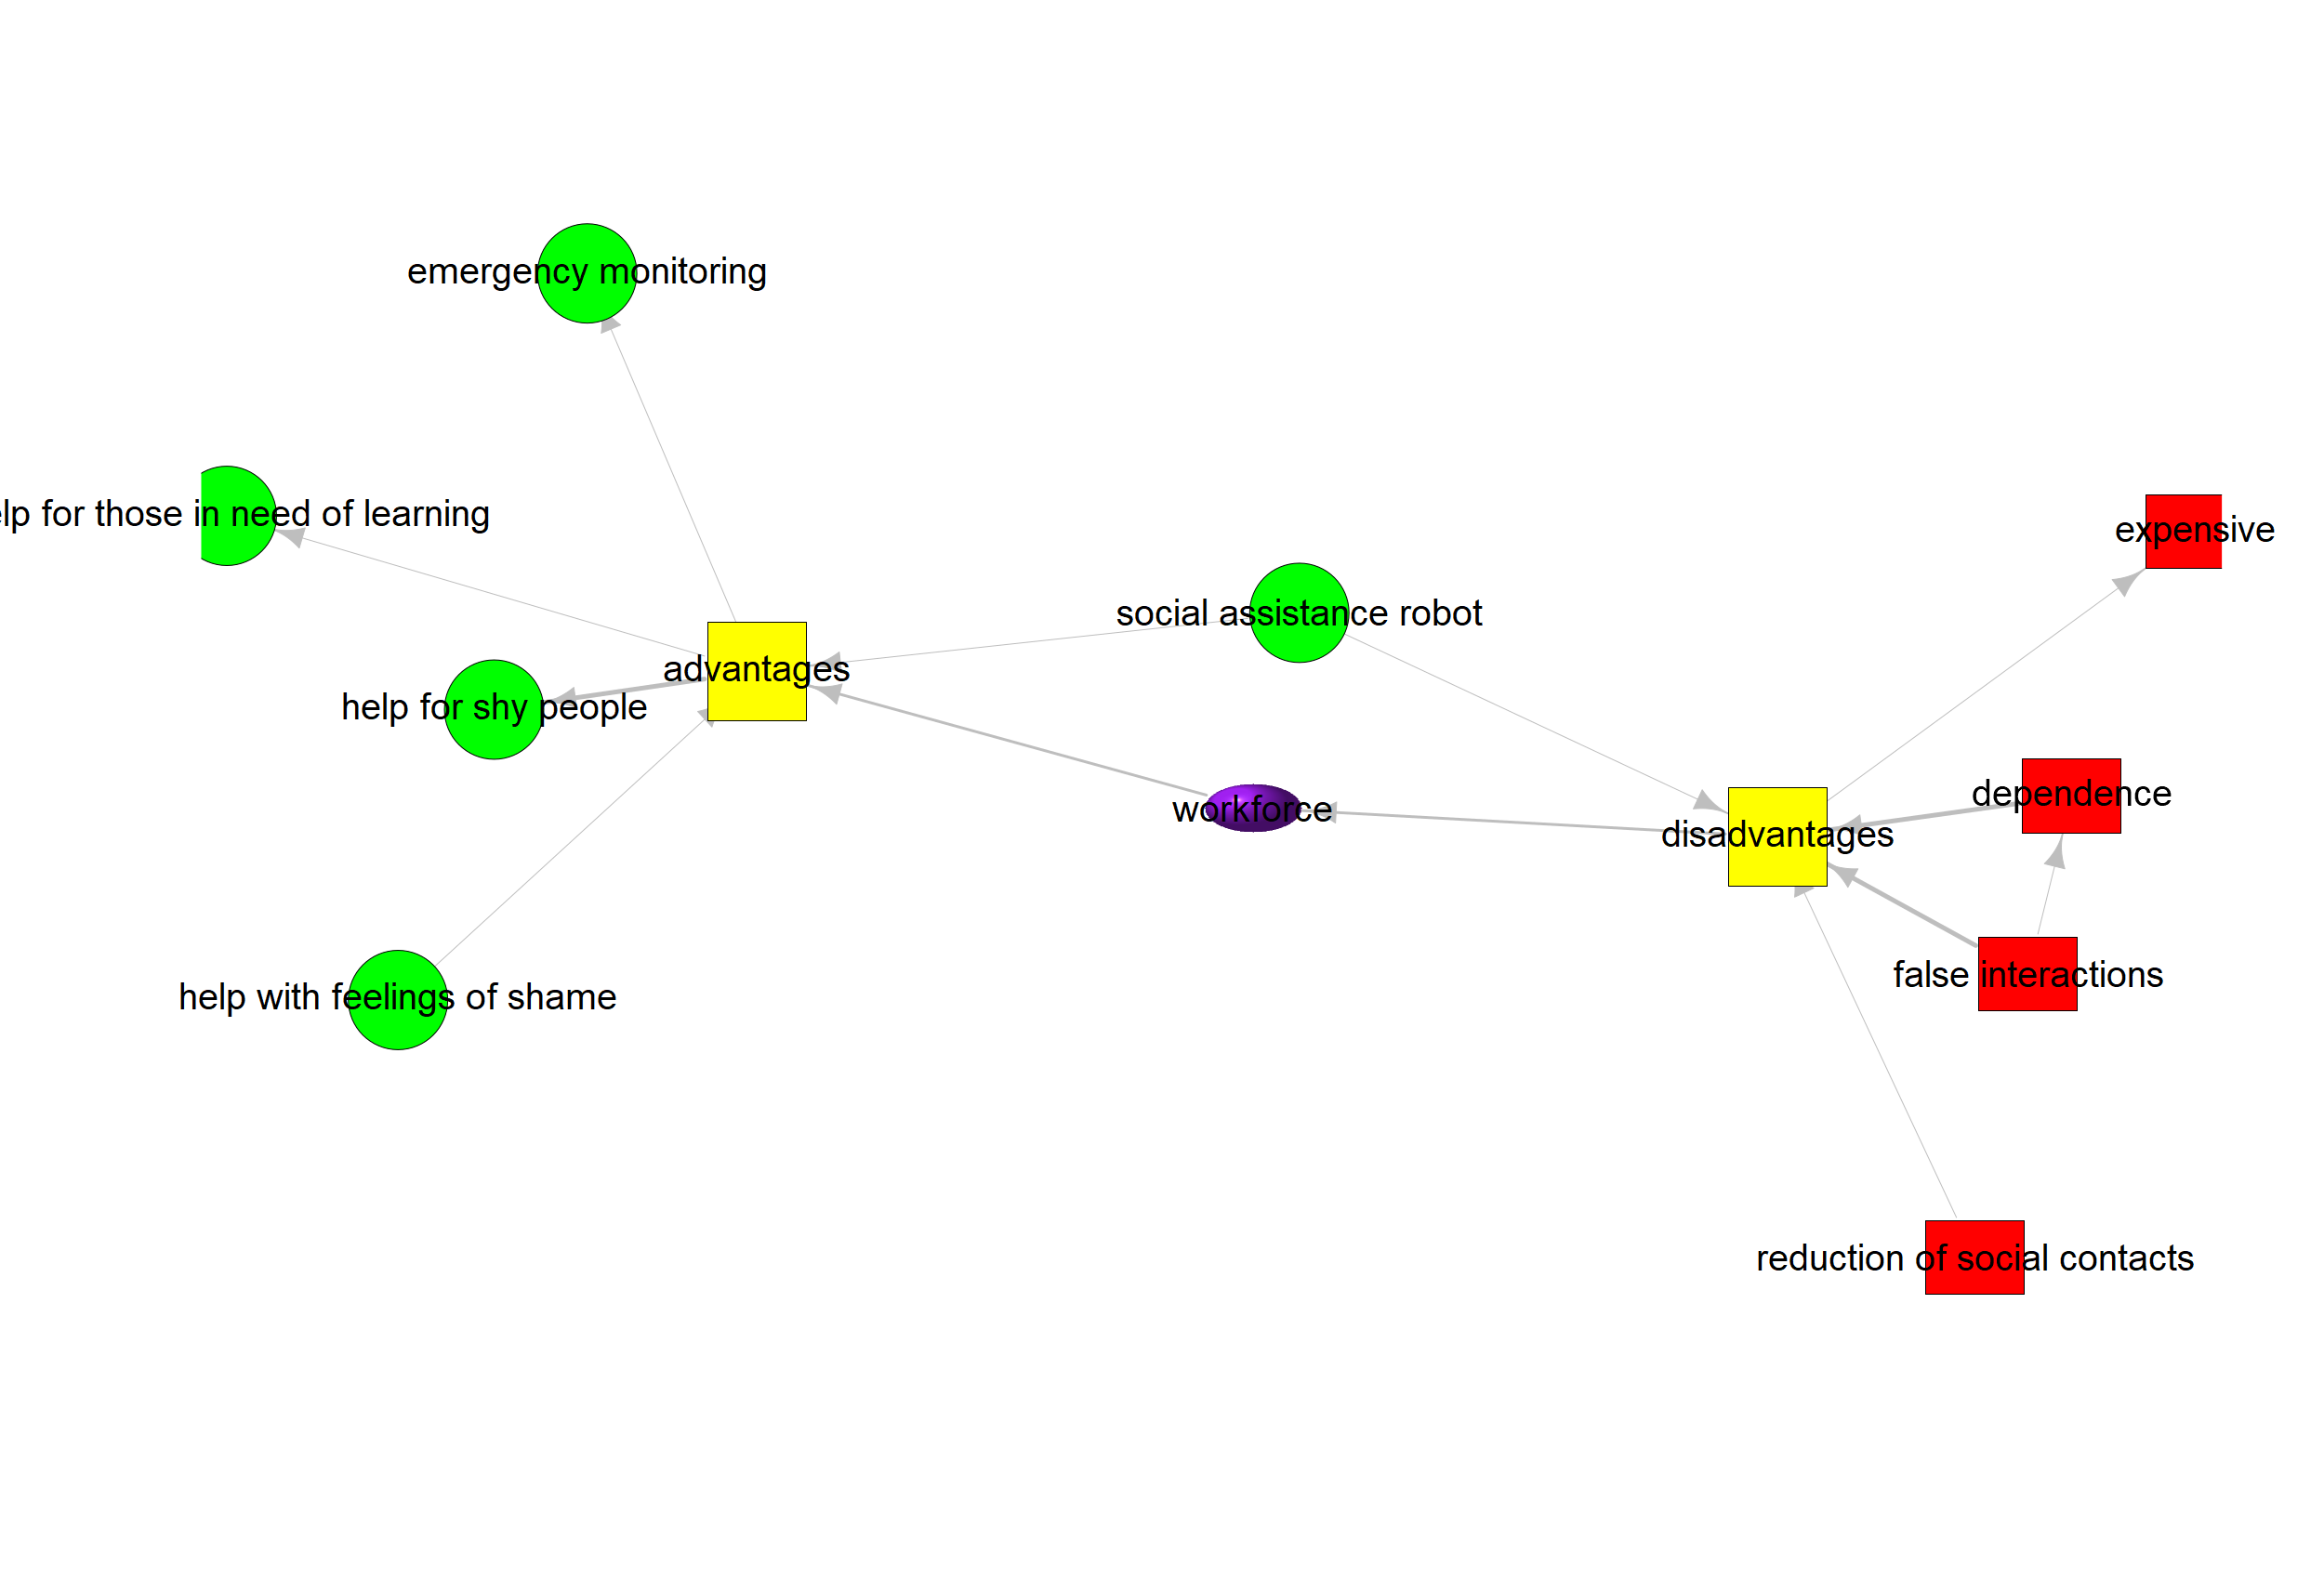 emergency monitoring
lp for those in need of learning
expensive
social assistance robot
advantages
help for shy people
dependence
workforce
disadvantages
false interactions
help with feelings of shame
reduction of social contacts